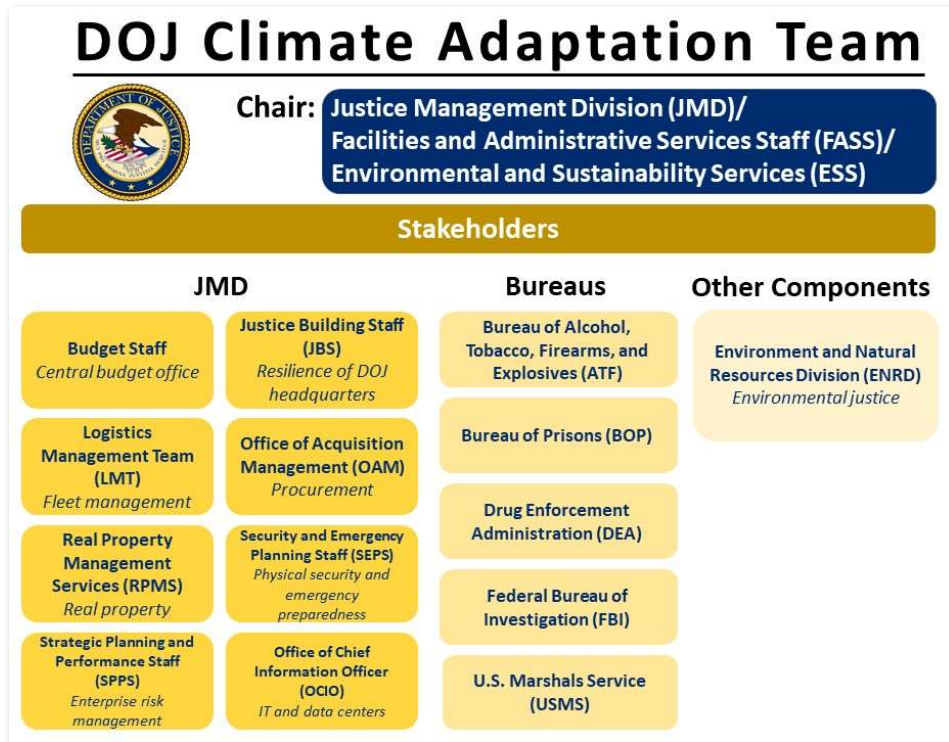 DOJ Climate Adaptation Team
DEPARTMENT OF JUSTICE
Chair:
Justice Management Division (JMD)/
Facilities and Administrative Services Staff (FASS)/
Environmental and Sustainability Services (ESS)
Stakeholders
JMD
Budget Staff
Central budget office
Justice Building Staff
(JBS)
Resilience of DOJ
headquarters
Logistics
Management Team
(LMT)
Fleet management
Office of Acquisition
Management (OAM)
Procurement
Real Property
Management
Services (RPMS)
Real property
Security and Emergency
Planning Staff (SEPS)
Physical security and
emergency
preparedness
Strategic Planning and
Performance Staff
(SPPS)
Enterprise risk
management
Office of Chief
Information Officer
(OCIO)
IT and data centers
Bureaus
Bureau of Alcohol,
Tobacco, Firearms, and
Explosives (ATF)
Bureau of Prisons (BOP)
Drug Enforcement
Administration (DEA)
Federal Bureau of
Investigation (FBI)
U.S. Marshals Service
(USMS)
Other Components
Environment and Natural
Resources Division (ENRD)
Environmental justice